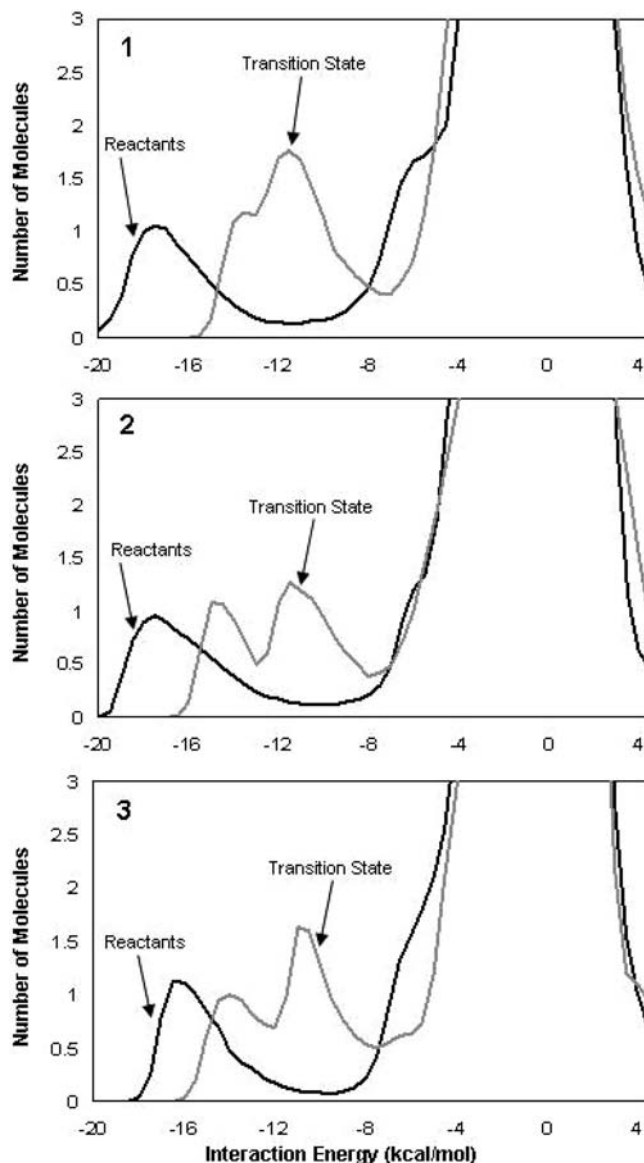 3
1
Transition State
2.5
2
Reactants
1.5
1
0.5
0
-20 -16 -12 -8 -4 0 4
Number of Molecules
3
2
2.5
2
Transition State
1.5
Reactants
1
0.5
0
-20 -16 -12 -8 -4 0 4
Number of Molecules
3
3
2.5
Transition State
2
Reactants
1.5
1
0.5
0
-20 -16 -12 -8 -4 0 4
Number of Molecules
Interaction Energy (kcal/mol)